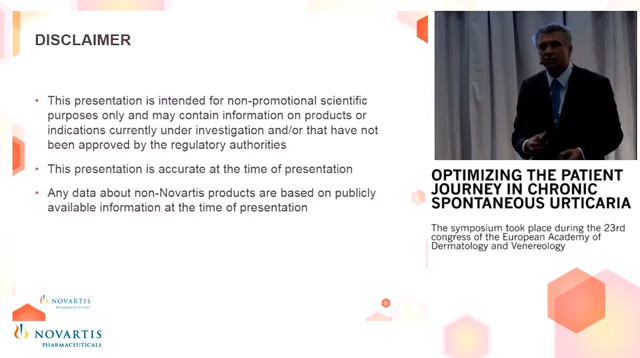 DISCLAIMER
• This presentation is intended for non-promotional scientific
purposes only and may contain information on products or
indications currently under investigation and/or that have not
been approved by the regulatory authorities
• This presentation is accurate at the time of presentation
• Any data about non-Novartis products are based on publicly
available information at the time of presentation
NOVARTIS
PHARMACEUTICALS
NOVARTIS
PHARMACEUTICALS
OPTIMIZING THE PATIENT
JOURNEY IN CHRONIC
SPONTANEOUS URTICARIA
The symposium took place during the 23rd
congress of the European Academy of
Dermatology and Venereology